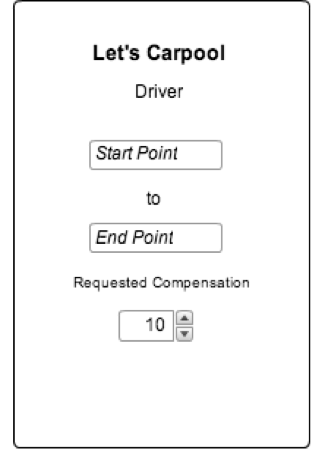 Let's Carpool
Driver
Start Point
to
End Point
Requested Compensation
10